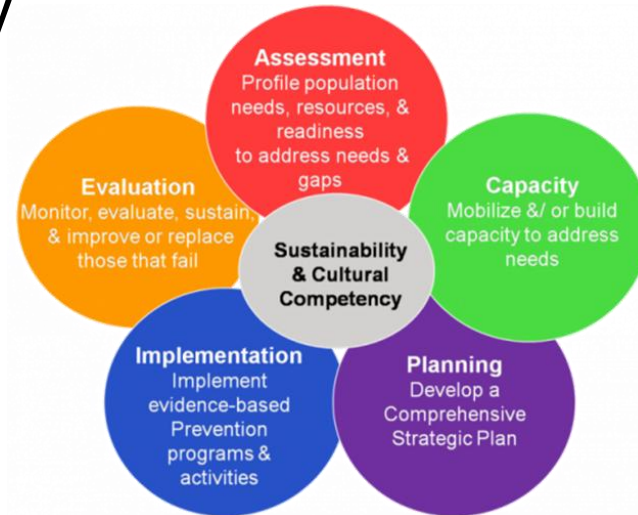 Assessment
Profile population
needs, resources, &
readiness
to address needs &
gaps
Capacity
Mobilize &/ or build
capacity to address
needs
Planning
Develop a
Comprehensive
Strategic Plan
Implementation
Implement
evidence-based
Prevention
programs &
activities
Evaluation
Monitor, evaluate, sustain,
& improve or replace
those that fail
Sustainability
& Cultural
Competency